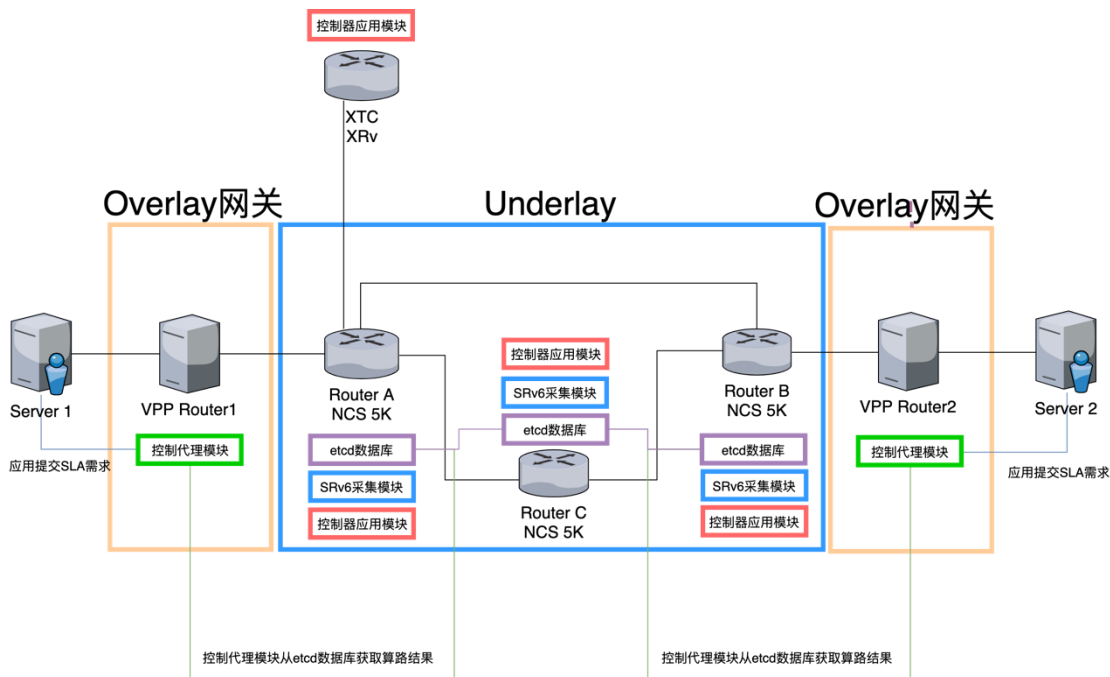 控制器应用模块
XTC
XRv
Overlay网关
Underlay
Overlay网关
Server 1
VPP Router1
Router A
NCS 5K
控制器应用模块
SRv6采集模块
etcd数据库
Router B
NCS 5K
VPP Router2
Server 2
应用提交SLA需求
控制代理模块
etcd数据库
SRv6采集模块
控制器应用模块
Router C
NCS 5K
etcd数据库
SRv6采集模块
控制器应用模块
控制代理模块
应用提交SLA需求
控制代理模块从etcd数据库获取算路结果
控制代理模块从etcd数据库获取算路结果